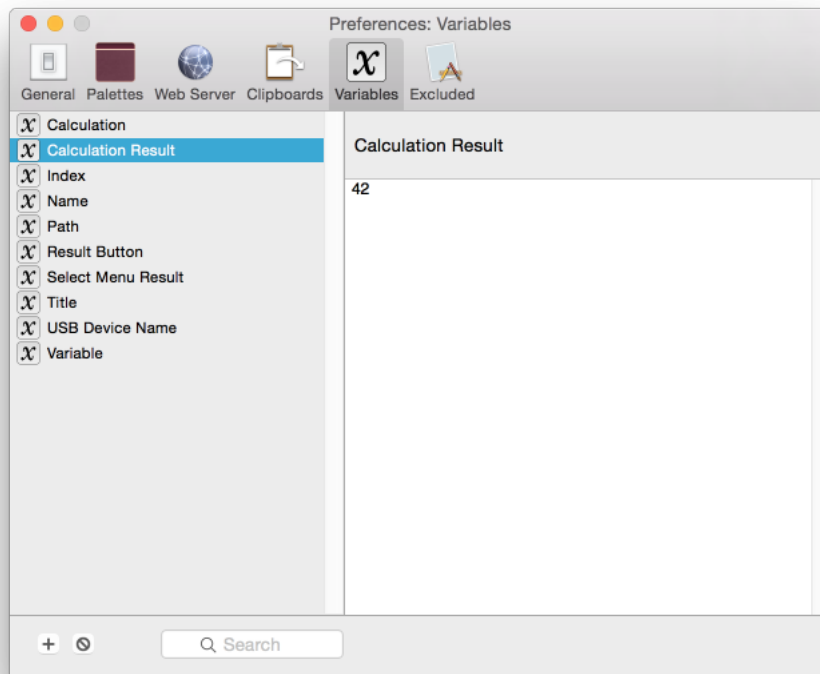 Preferences: Variables
General Palettes Web Server Clipboards Variables Excluded
Calculation
Calculation Result
Index
Name
Path
Result Button
Select Menu Result
Title
USB Device Name
Variable
Calculation Result
42
Search